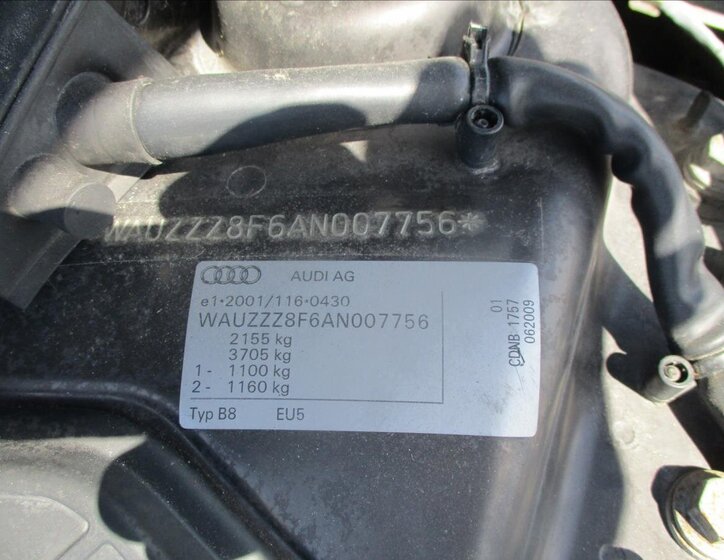 WAUZZZ8F6AN007756*
AUDI AG
e1*2001/116*0430
WAUZZZ8F6AN007756
2155 kg
3705 kg
1- 1100 kg
2- 1160 kg
Typ B8 EU5
01
CDNB 1757
062009